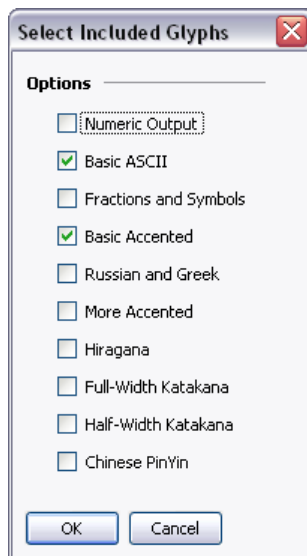 Select Included Glyphs
Options
Numeric Output
Basic ASCII
Fractions and Symbols
Basic Accented
Russian and Greek
More Accented
Hiragana
Full-Width Katakana
Half-Width Katakana
Chinese PinYin
OK Cancel